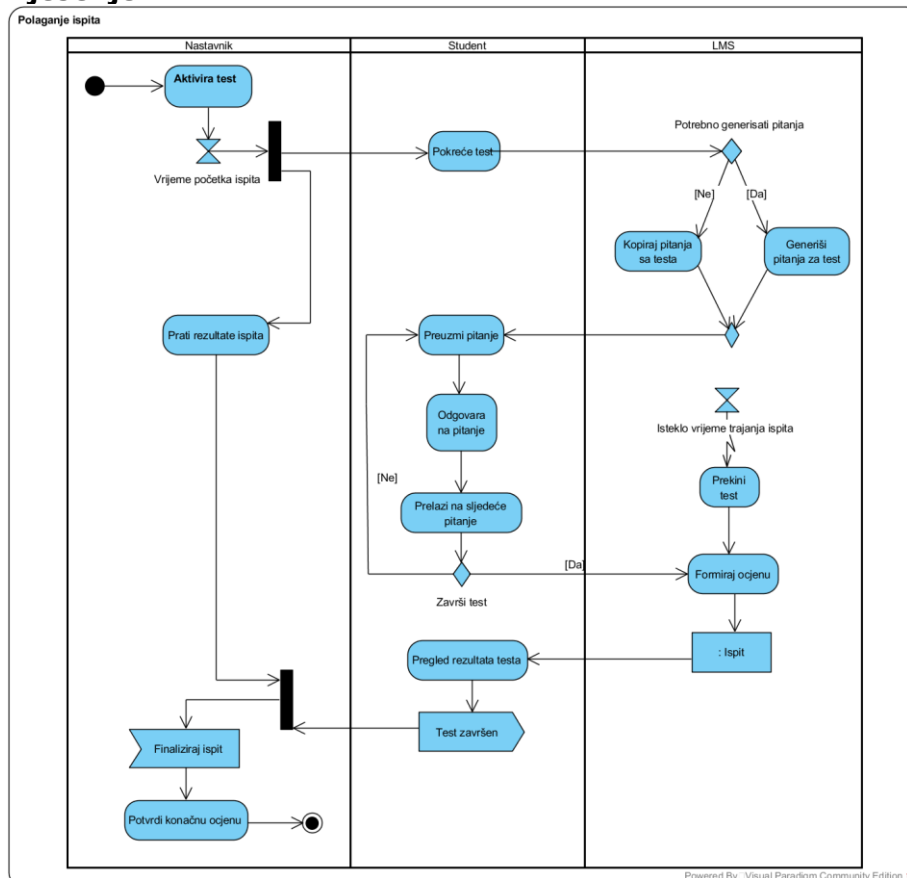 Polaganje ispita
Nastavnik
Student
LMS
Aktivira test
Vrijeme početka ispita
Pokreće test
Potrebno generisati pitanja
[Ne]
[Da]
Kopiraj pitanja
sa testa
Generiši
pitanja za test
Prati rezultate ispita
Preuzmi pitanje
Odgovara
na pitanje
Isteklo vrijeme trajanja ispita
[Ne]
Prekini
test
Prelazi na sljedeće
pitanje
[Da]
Formiraj ocjenu
Završi test
Pregled rezultata testa
: Ispit
Test završen
Finaliziraj ispit
Potvrdi konačnu ocjenu
Powered By Visual Paradigm Community Edition